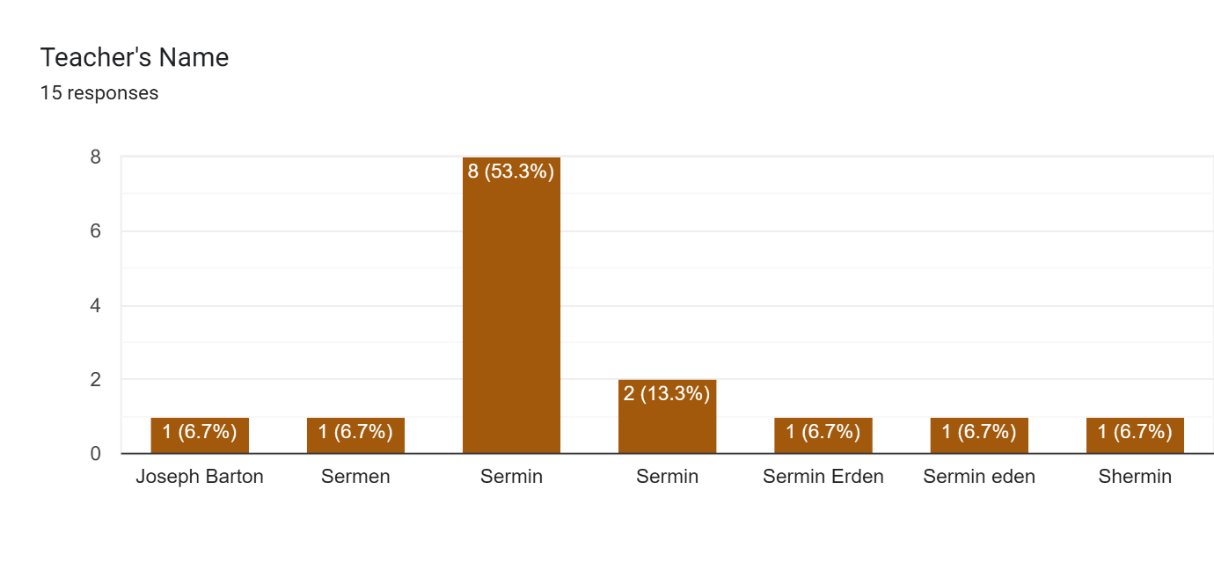 Teacher's Name
15 responses
8
6
4
2
0
1 (6.7%)
1 (6.7%)
8 (53.3%)
2 (13.3%)
1 (6.7%)
1 (6.7%)
1 (6.7%)
Joseph Barton
Sermen
Sermin
Sermin
Sermin Erden
Sermin eden
Shermin